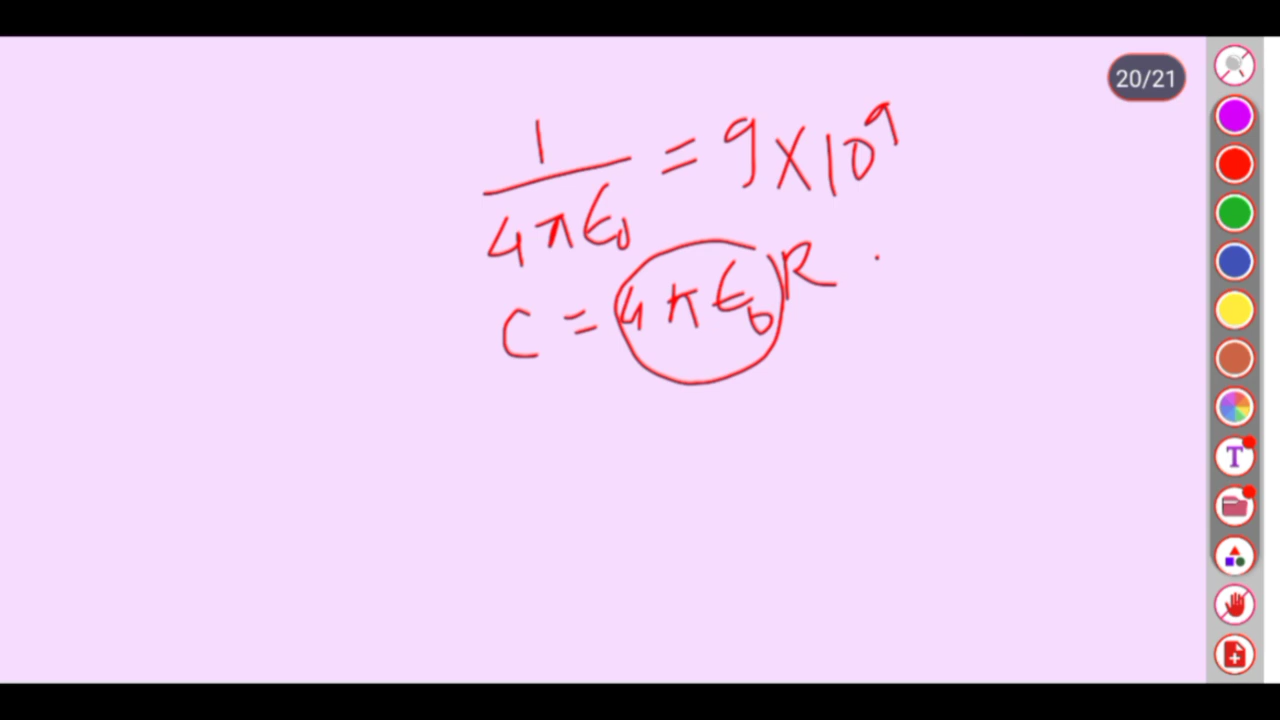 20/21
1/4πε₀ = 9×10⁹
C = 4πε₀R
T